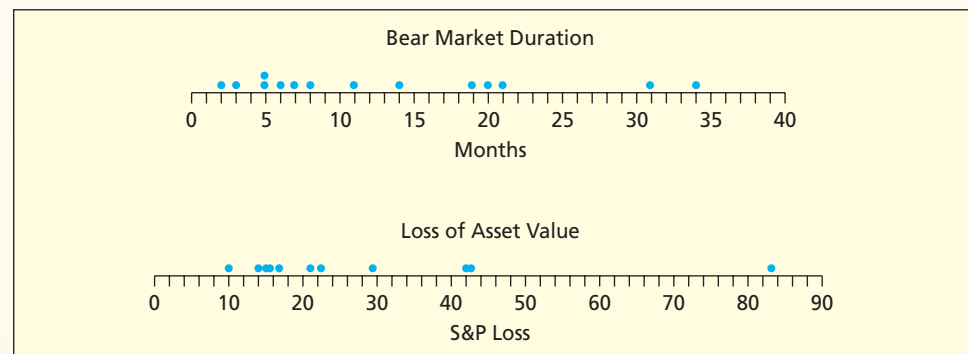 Bear Market Duration
0 5 10 15 20 25 30 35 40
Months
Loss of Asset Value
0 10 20 30 40 50 60 70 80 90
S&P Loss